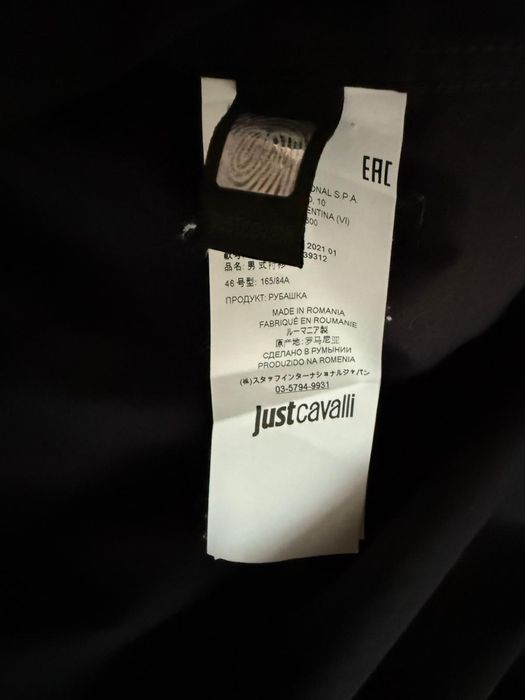 EAC
ONAL S.P.A.
. 10
ENTINA (VI)
500
2021 01
39312
品名: 男式衬衫
46 号型: 165/84A
ПРОДУКТ: РУБАШКА
MADE IN ROMANIA
FABRIQUÉ EN ROUMANIE
ルーマニア製
原产地: 罗马尼亚
СДЕЛАНО В РУМЫНИИ
PRODUZIDO NA ROMENIA
(株)スタッフインターナショナルジャパン
03-5794-9931
justcavalli